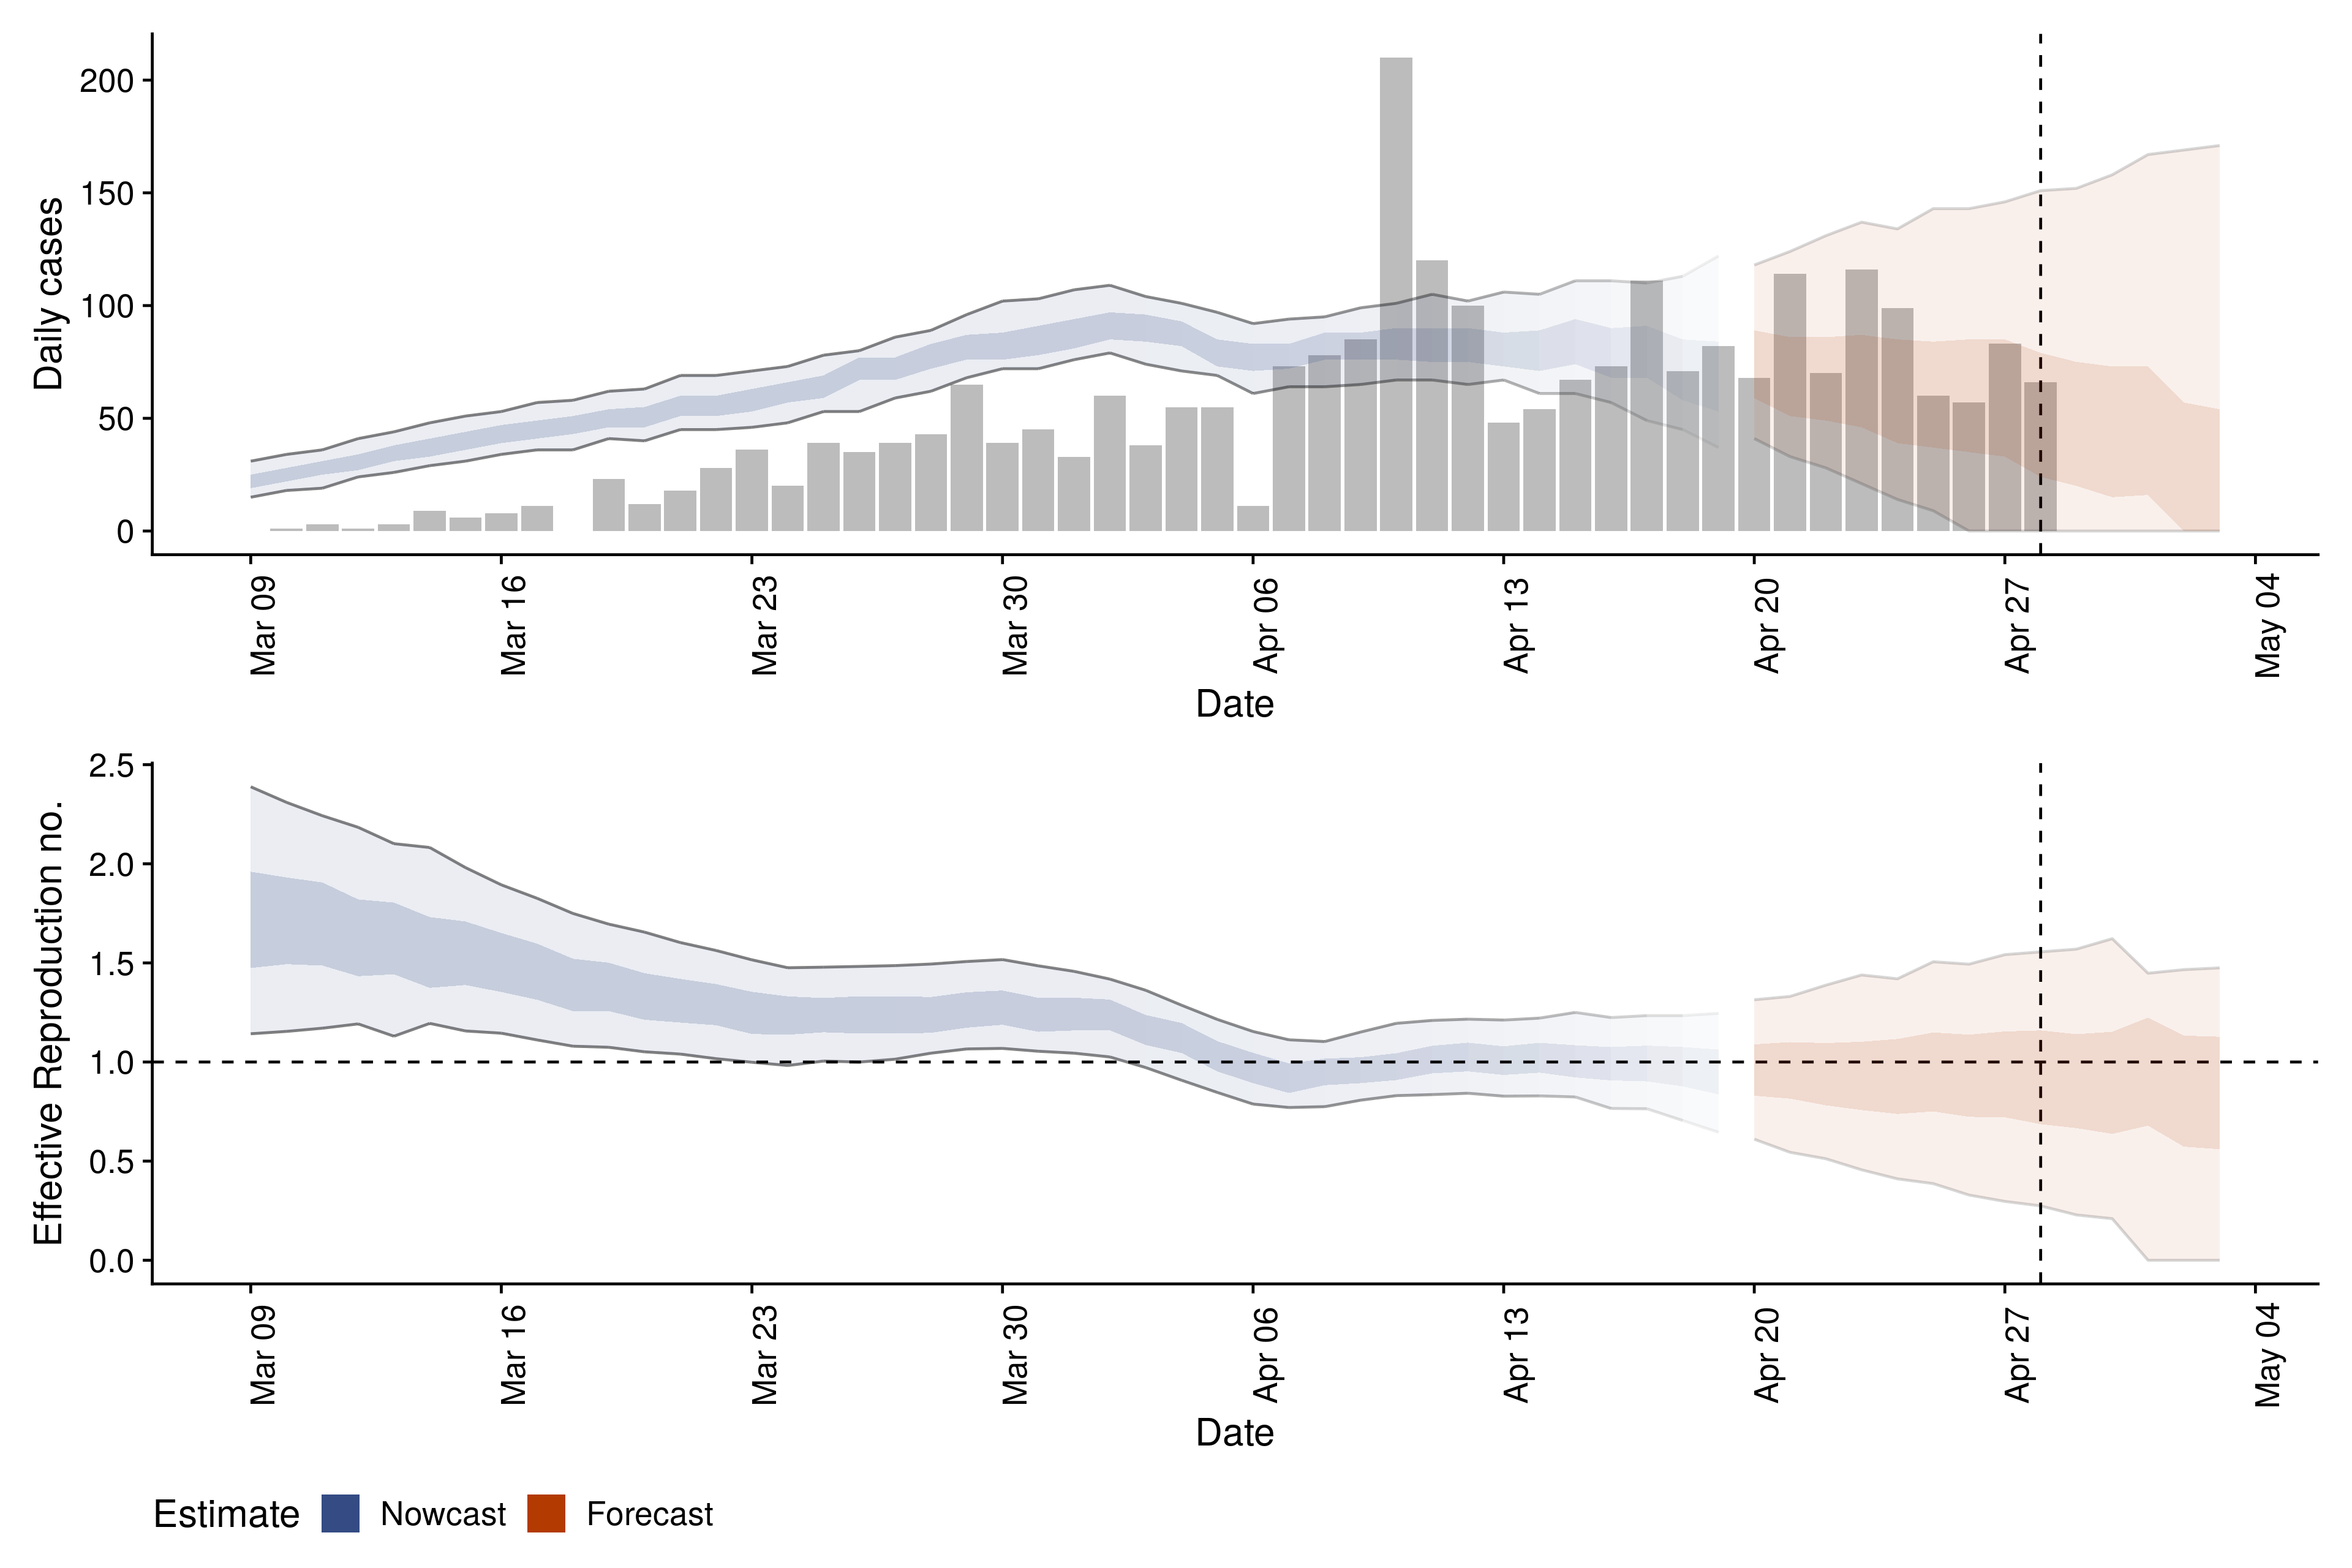 Daily cases
200
150
100
50
0
Mar 09
Mar 16
Mar 23
Mar 30
Apr 06
Apr 13
Apr 20
Apr 27
May 04
Date
Effective Reproduction no.
2.5
2.0
1.5
1.0
0.5
0.0
Mar 09
Mar 16
Mar 23
Mar 30
Apr 06
Apr 13
Apr 20
Apr 27
May 04
Date
Estimate Nowcast Forecast